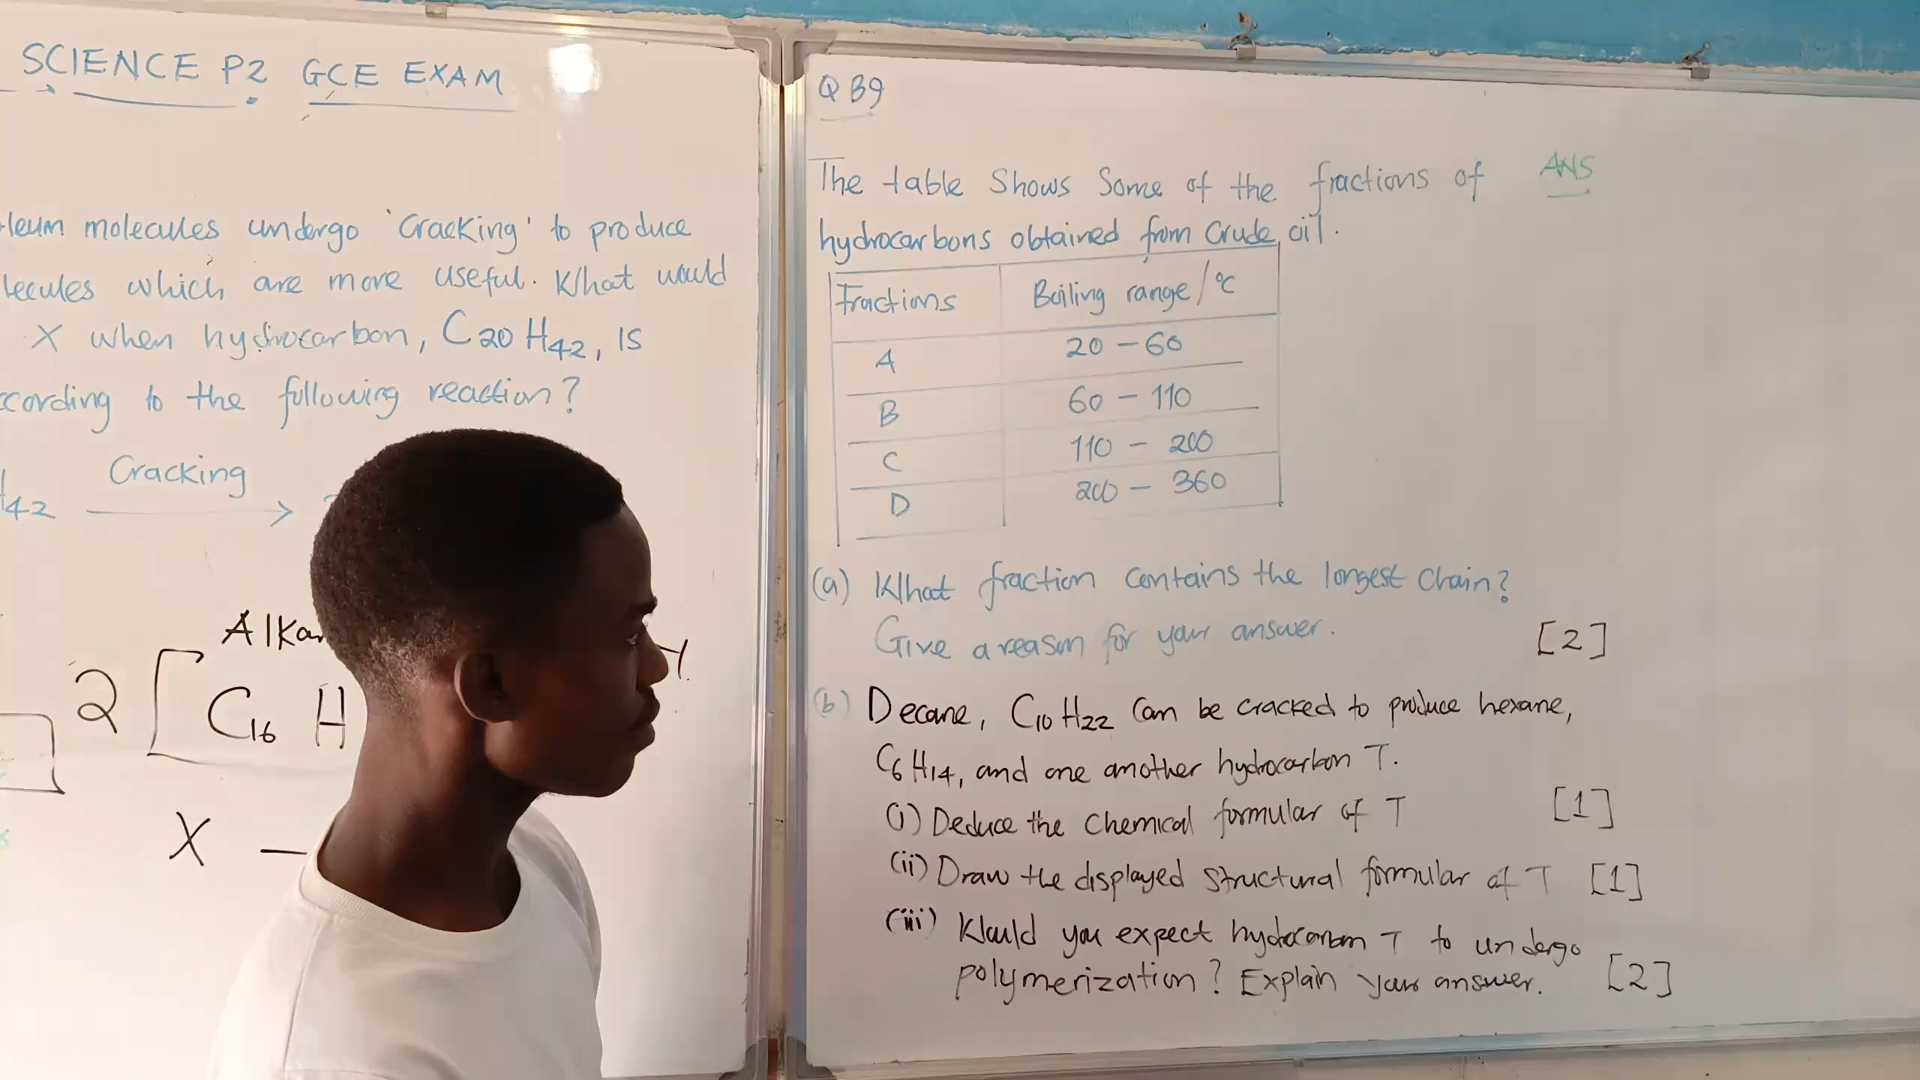 SCIENCE P2 GCE EXAM
leum molecules undergo 'Cracking' to produce
lecules which are more useful. What would
X when hydrocarbon, C20 H42, is
cording to the following reaction?
Cracking
H42
Alkan
2 [ C16 H
X –
Q B9
The table Shows Some of the fractions of
hydrocarbons obtained from Crude oil.
ANS
Fractions Boiling range/°C
A 20 – 60
B 60 – 110
C 110 – 200
D 200 – 360
(a) What fraction contains the longest Chain?
Give a reason for your answer. [2]
(b) Decane, C10 H22 can be cracked to produce hexane,
C6 H14, and one another hydrocarbon T.
(i) Deduce the Chemical formular of T [1]
(ii) Draw the displayed structural formular of T [1]
(iii) Would you expect hydrocarbon T to undergo
polymerization? Explain your answer. [2]